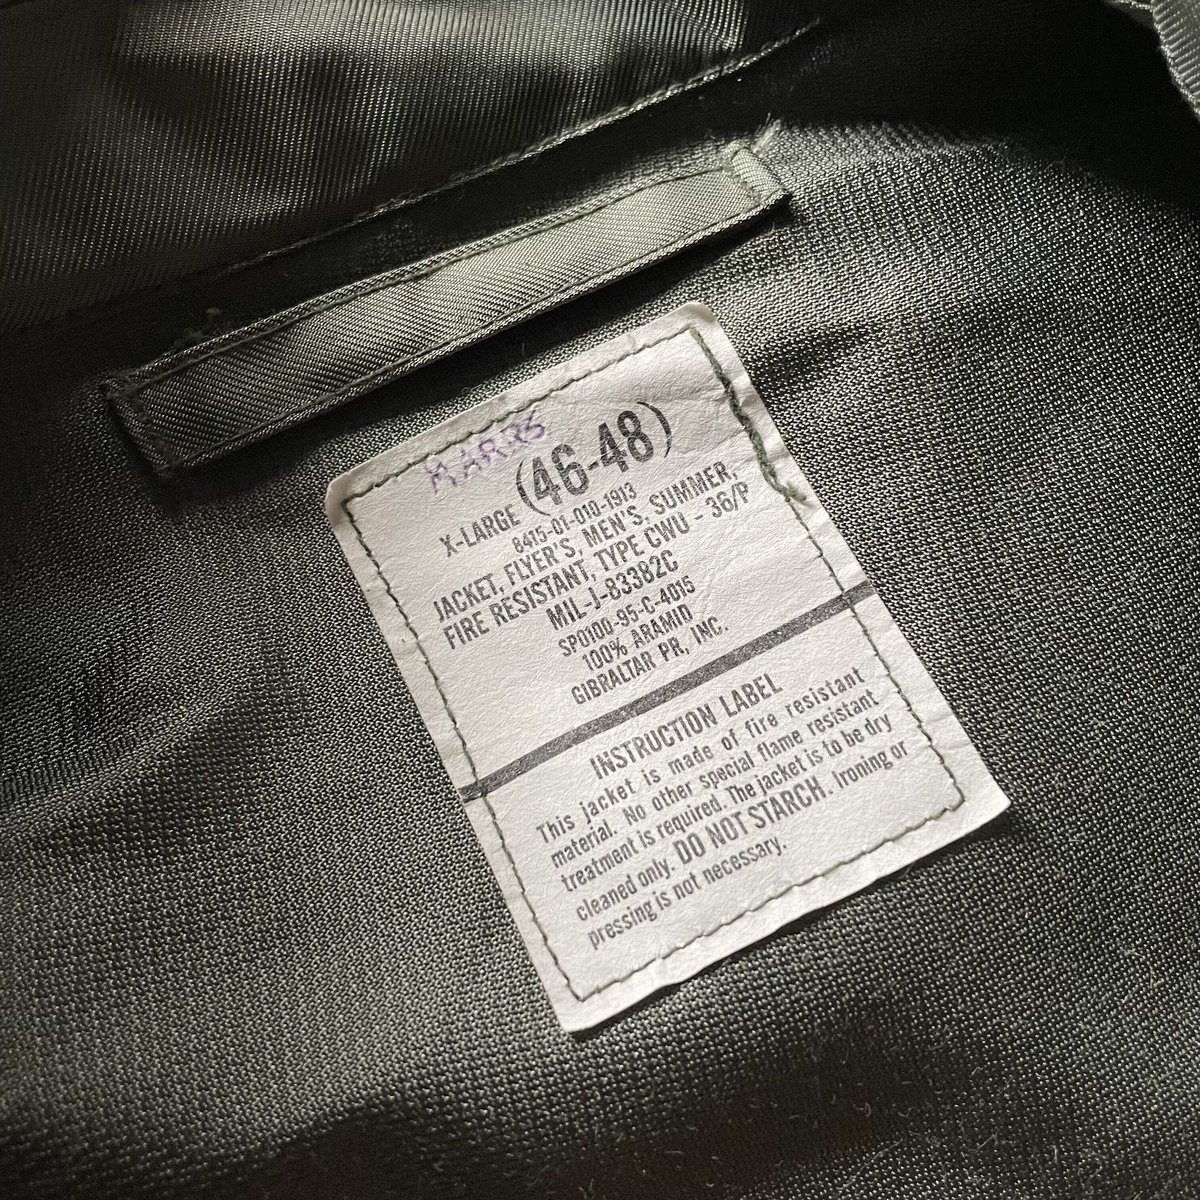 X-LARGE (46-48)
8415-01-010-1913
JACKET, FLYER'S, MEN'S, SUMMER,
FIRE RESISTANT, TYPE CWU - 36/P
MIL-J-83382C
SP0100-95-C-4015
100% ARAMID
GIBRALTAR PR, INC.
INSTRUCTION LABEL
This jacket is made of fire resistant
material. No other special flame resistant
treatment is required. The jacket is to be dry
cleaned only. DO NOT STARCH. Ironing or
pressing is not necessary.